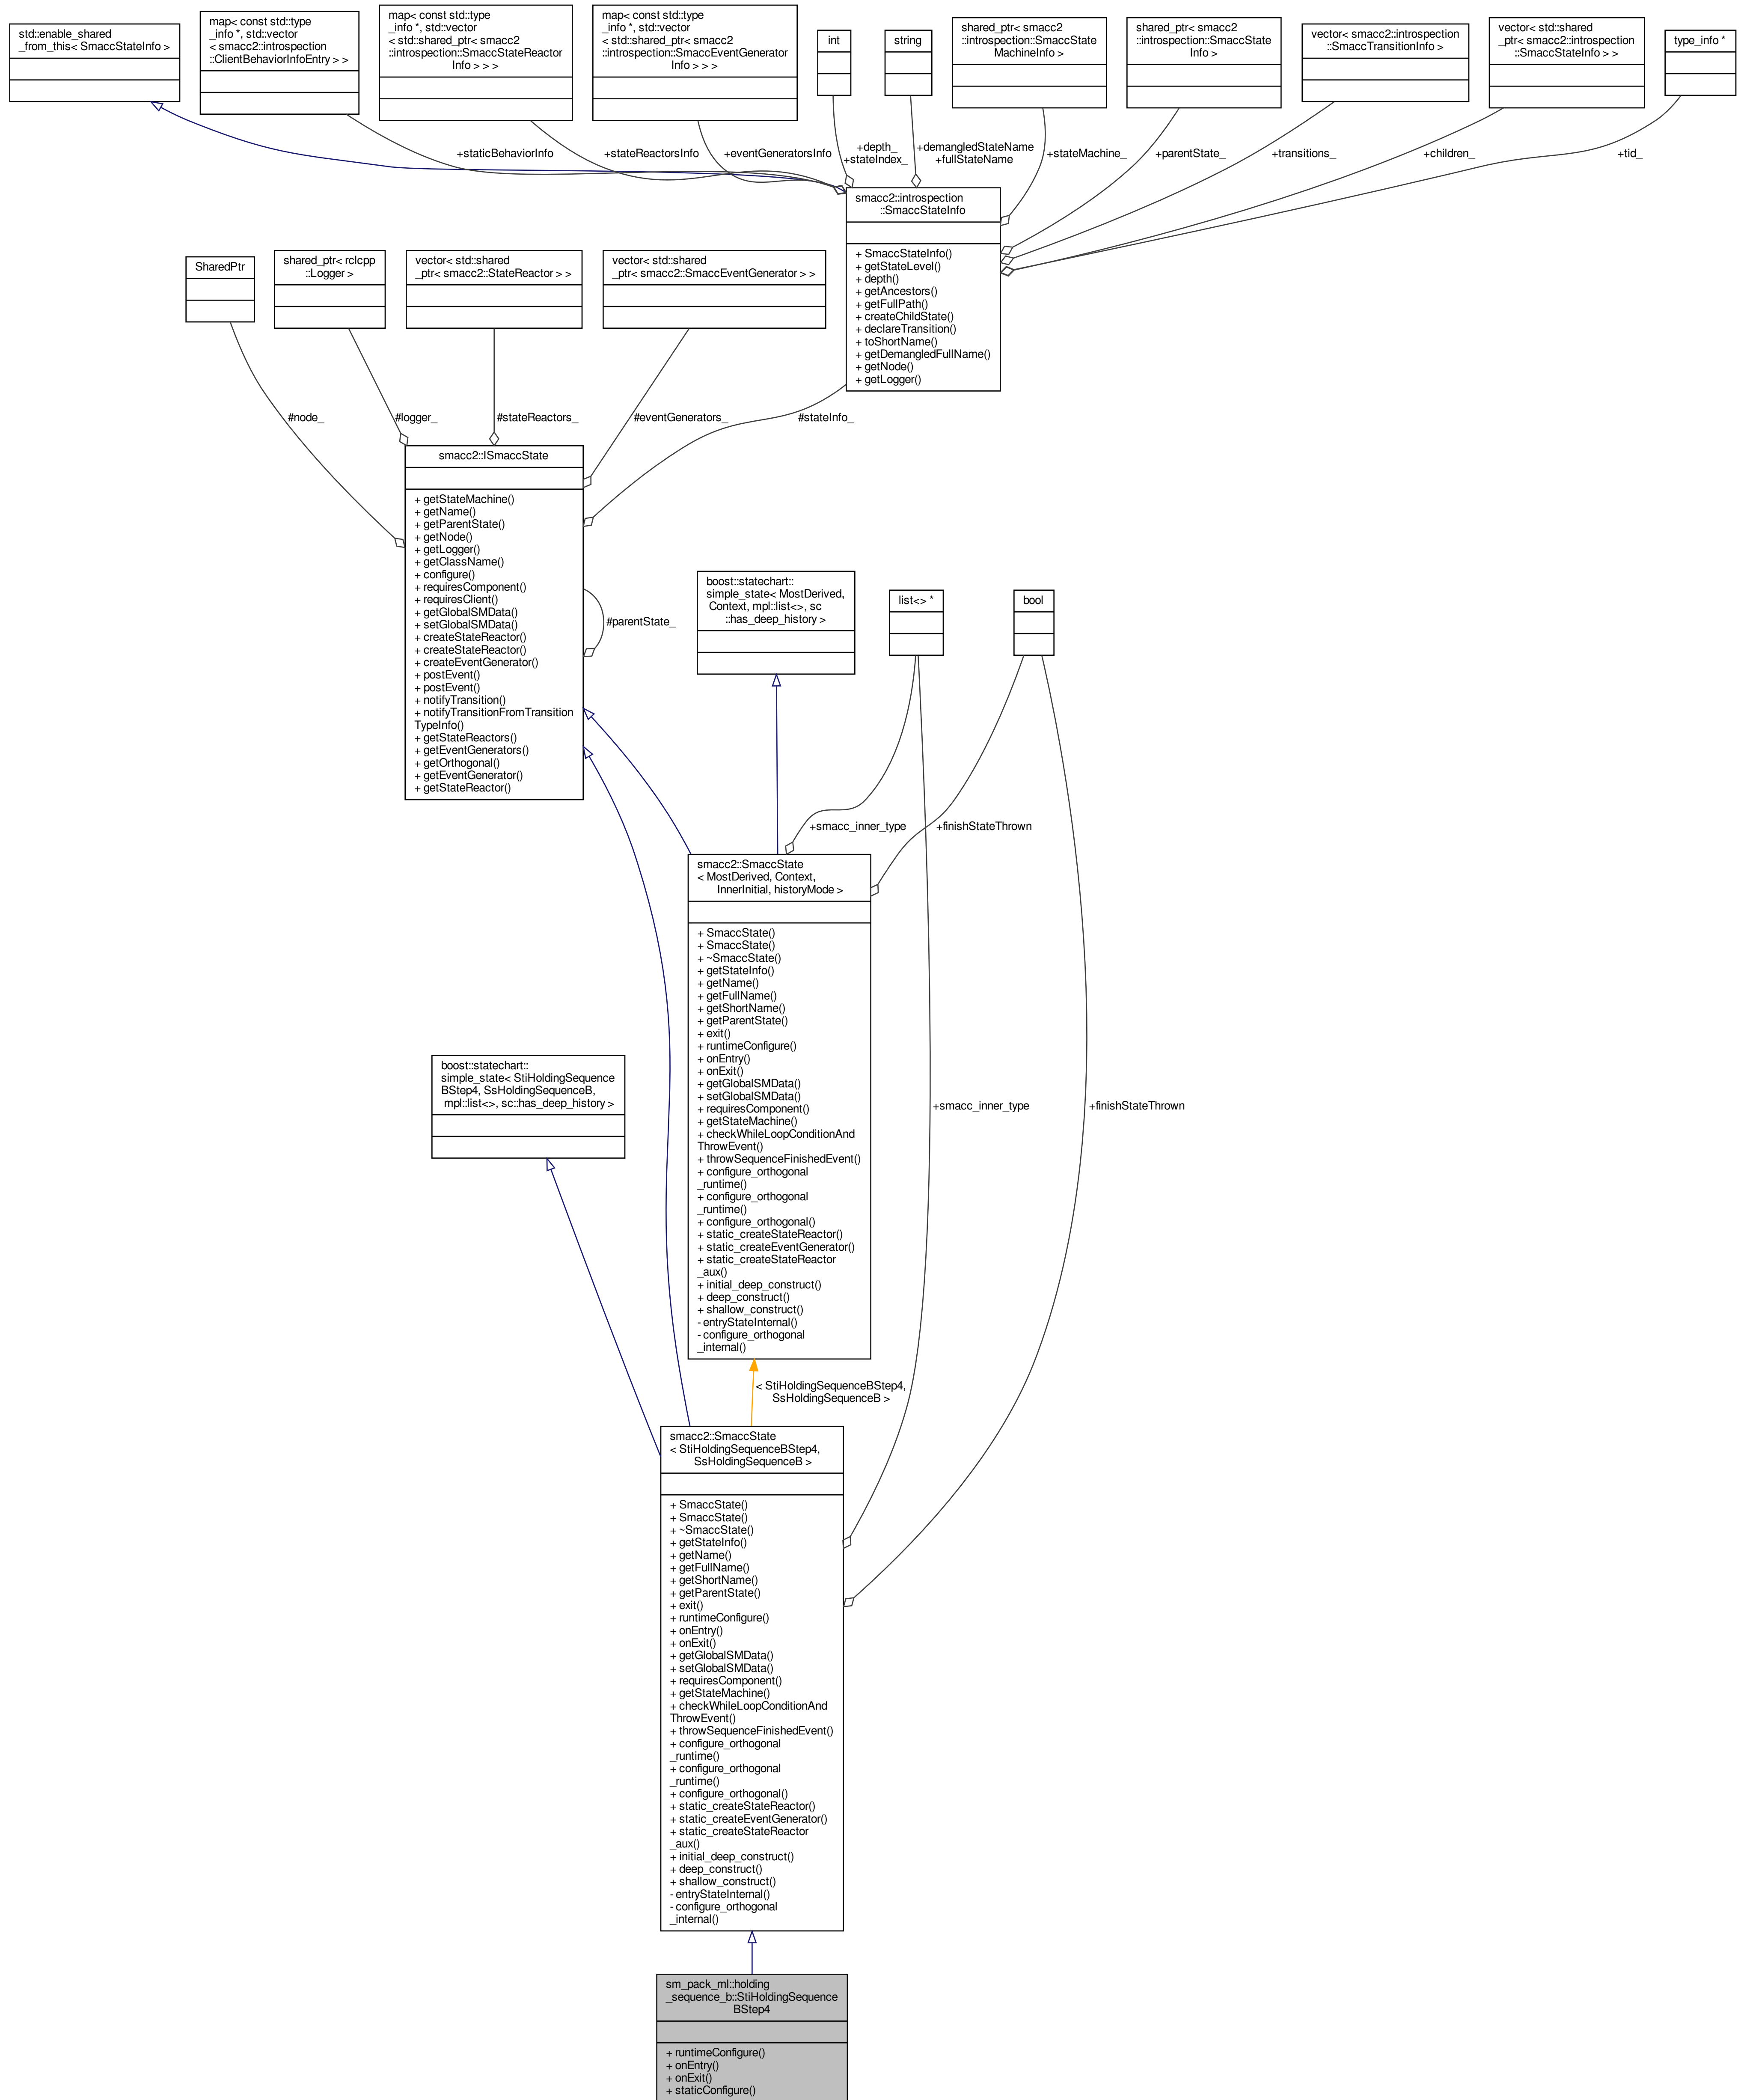 std::enable_shared
_from_this< SmaccStateInfo >
map< const std::type
_info *, std::vector
< smacc2::introspection
::ClientBehaviorInfoEntry > >
map< const std::type
_info *, std::vector
< std::shared_ptr< smacc2
::introspection::SmaccStateReactor
Info > > >
map< const std::type
_info *, std::vector
< std::shared_ptr< smacc2
::introspection::SmaccEventGenerator
Info > > >
int
string
shared_ptr< smacc2
::introspection::SmaccState
MachineInfo >
shared_ptr< smacc2
::introspection::SmaccState
Info >
vector< smacc2::introspection
::SmaccTransitionInfo >
vector< std::shared
_ptr< smacc2::introspection
::SmaccStateInfo > >
type_info *
+staticBehaviorInfo
+stateReactorsInfo
+eventGeneratorsInfo
+depth_
+stateIndex_
+demangledStateName
+fullStateName
+stateMachine_
+parentState_
+transitions_
+children_
+tid_
smacc2::introspection
::SmaccStateInfo
+ SmaccStateInfo()
+ getStateLevel()
+ depth()
+ getAncestors()
+ getFullPath()
+ createChildState()
+ declareTransition()
+ toShortName()
+ getDemangledFullName()
+ getNode()
+ getLogger()
SharedPtr
shared_ptr< rclcpp
::Logger >
vector< std::shared
_ptr< smacc2::StateReactor > >
vector< std::shared
_ptr< smacc2::SmaccEventGenerator > >
#node_
#logger_
#stateReactors_
#eventGenerators_
#stateInfo_
smacc2::ISmaccState
+ getStateMachine()
+ getName()
+ getParentState()
+ getNode()
+ getLogger()
+ getClassName()
+ configure()
+ requiresComponent()
+ requiresClient()
+ getGlobalSMData()
+ setGlobalSMData()
+ createStateReactor()
+ createStateReactor()
+ createEventGenerator()
+ postEvent()
+ postEvent()
+ notifyTransition()
+ notifyTransitionFromTransition
TypeInfo()
+ getStateReactors()
+ getEventGenerators()
+ getOrthogonal()
+ getEventGenerator()
+ getStateReactor()
#parentState_
boost::statechart::
simple_state< MostDerived,
Context, mpl::list<>, sc
::has_deep_history >
list<> *
bool
+smacc_inner_type
+finishStateThrown
smacc2::SmaccState
< MostDerived, Context,
InnerInitial, historyMode >
+ SmaccState()
+ SmaccState()
+ ~SmaccState()
+ getStateInfo()
+ getName()
+ getFullName()
+ getShortName()
+ getParentState()
+ exit()
+ runtimeConfigure()
+ onEntry()
+ onExit()
+ getGlobalSMData()
+ setGlobalSMData()
+ requiresComponent()
+ getStateMachine()
+ checkWhileLoopConditionAnd
ThrowEvent()
+ throwSequenceFinishedEvent()
+ configure_orthogonal
_runtime()
+ configure_orthogonal
_runtime()
+ configure_orthogonal()
+ static_createStateReactor()
+ static_createEventGenerator()
+ static_createStateReactor
_aux()
+ initial_deep_construct()
+ deep_construct()
+ shallow_construct()
- entryStateInternal()
- configure_orthogonal
_internal()
boost::statechart::
simple_state< StiHoldingSequence
BStep4, SsHoldingSequenceB,
mpl::list<>, sc::has_deep_history >
+smacc_inner_type
+finishStateThrown
< StiHoldingSequenceBStep4,
SsHoldingSequenceB >
smacc2::SmaccState
< StiHoldingSequenceBStep4,
SsHoldingSequenceB >
+ SmaccState()
+ SmaccState()
+ ~SmaccState()
+ getStateInfo()
+ getName()
+ getFullName()
+ getShortName()
+ getParentState()
+ exit()
+ runtimeConfigure()
+ onEntry()
+ onExit()
+ getGlobalSMData()
+ setGlobalSMData()
+ requiresComponent()
+ getStateMachine()
+ checkWhileLoopConditionAnd
ThrowEvent()
+ throwSequenceFinishedEvent()
+ configure_orthogonal
_runtime()
+ configure_orthogonal
_runtime()
+ configure_orthogonal()
+ static_createStateReactor()
+ static_createEventGenerator()
+ static_createStateReactor
_aux()
+ initial_deep_construct()
+ deep_construct()
+ shallow_construct()
- entryStateInternal()
- configure_orthogonal
_internal()
sm_pack_ml::holding
_sequence_b::StiHoldingSequence
BStep4
+ runtimeConfigure()
+ onEntry()
+ onExit()
+ staticConfigure()